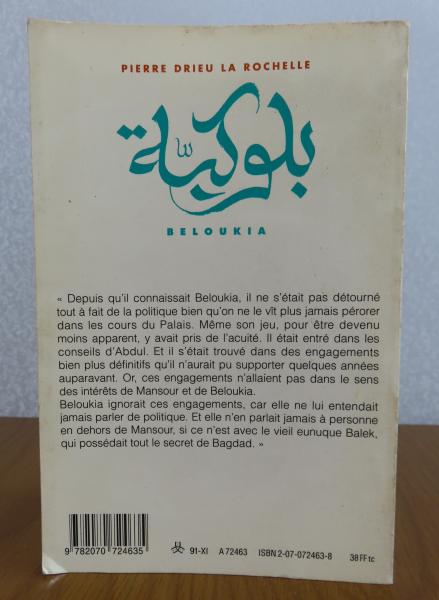 PIERRE DRIEU LA ROCHELLE
بلوكيّة
BELOUKIA
« Depuis qu'il connaissait Beloukia, il ne s'était pas détourné
tout à fait de la politique bien qu'on ne le vît plus jamais pérorer
dans les cours du Palais. Même son jeu, pour être devenu
moins apparent, y avait pris de l'acuité. Il était entré dans les
conseils d'Abdul. Et il s'était trouvé dans des engagements
bien plus définitifs qu'il n'aurait pu supporter quelques années
auparavant. Or, ces engagements n'allaient pas dans le sens
des intérêts de Mansour et de Beloukia.
Beloukia ignorait ces engagements, car elle ne lui entendait
jamais parler de politique. Et elle n'en parlait jamais à personne
en dehors de Mansour, si ce n'est avec le vieil eunuque Balek,
qui possédait tout le secret de Bagdad. »
9 782070 724635
91-XI A 72463 ISBN 2-07-072463-8 38 FF tc